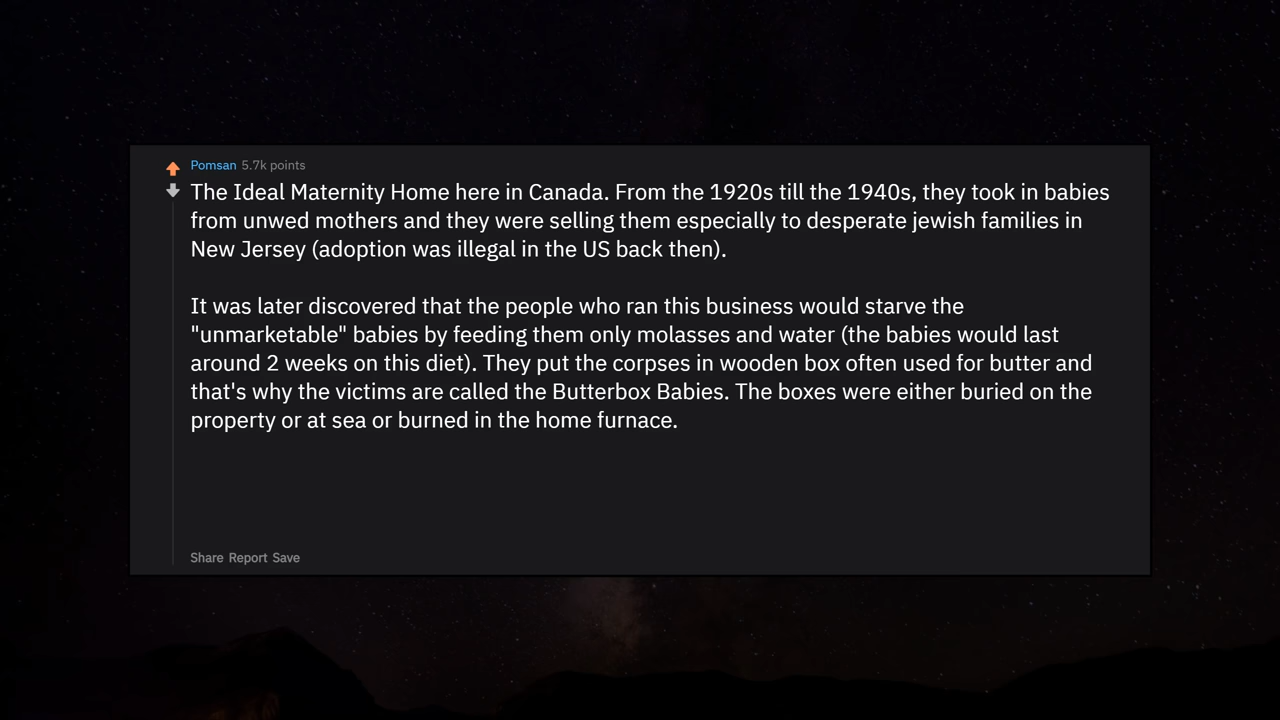 Pomsan 5.7k points
The Ideal Maternity Home here in Canada. From the 1920s till the 1940s, they took in babies
from unwed mothers and they were selling them especially to desperate jewish families in
New Jersey (adoption was illegal in the US back then).
It was later discovered that the people who ran this business would starve the
"unmarketable" babies by feeding them only molasses and water (the babies would last
around 2 weeks on this diet). They put the corpses in wooden box often used for butter and
that's why the victims are called the Butterbox Babies. The boxes were either buried on the
property or at sea or burned in the home furnace.
Share Report Save